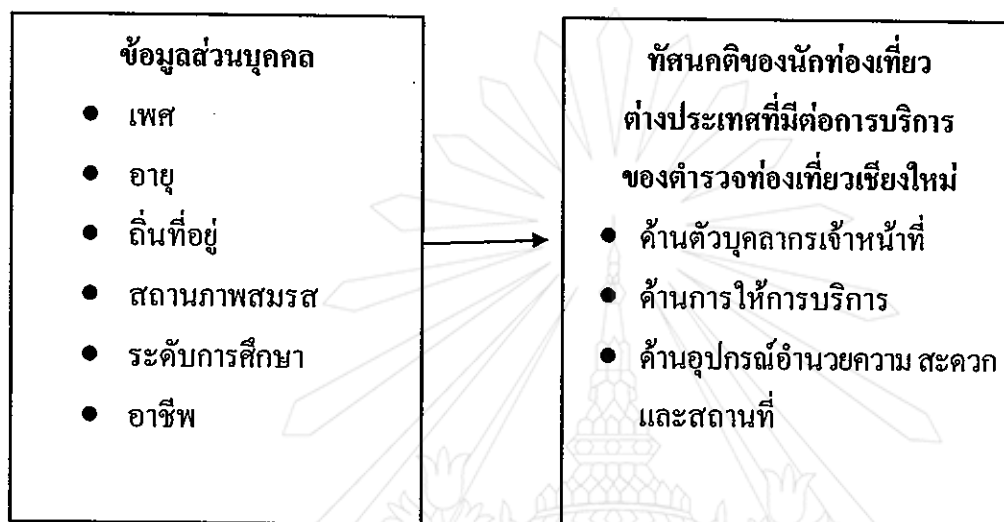 ข้อมูลส่วนบุคคล
● เพศ
● อายุ
● ถิ่นที่อยู่
● สถานภาพสมรส
● ระดับการศึกษา
● อาชีพ
ทัศนคติของนักท่องเที่ยว
ต่างประเทศที่มีต่อการบริการ
ของตำรวจท่องเที่ยวเชียงใหม่
● ด้านตัวบุคลากรเจ้าหน้าที่
● ด้านการให้การบริการ
● ด้านอุปกรณ์อำนวยความ สะดวก
และสถานที่